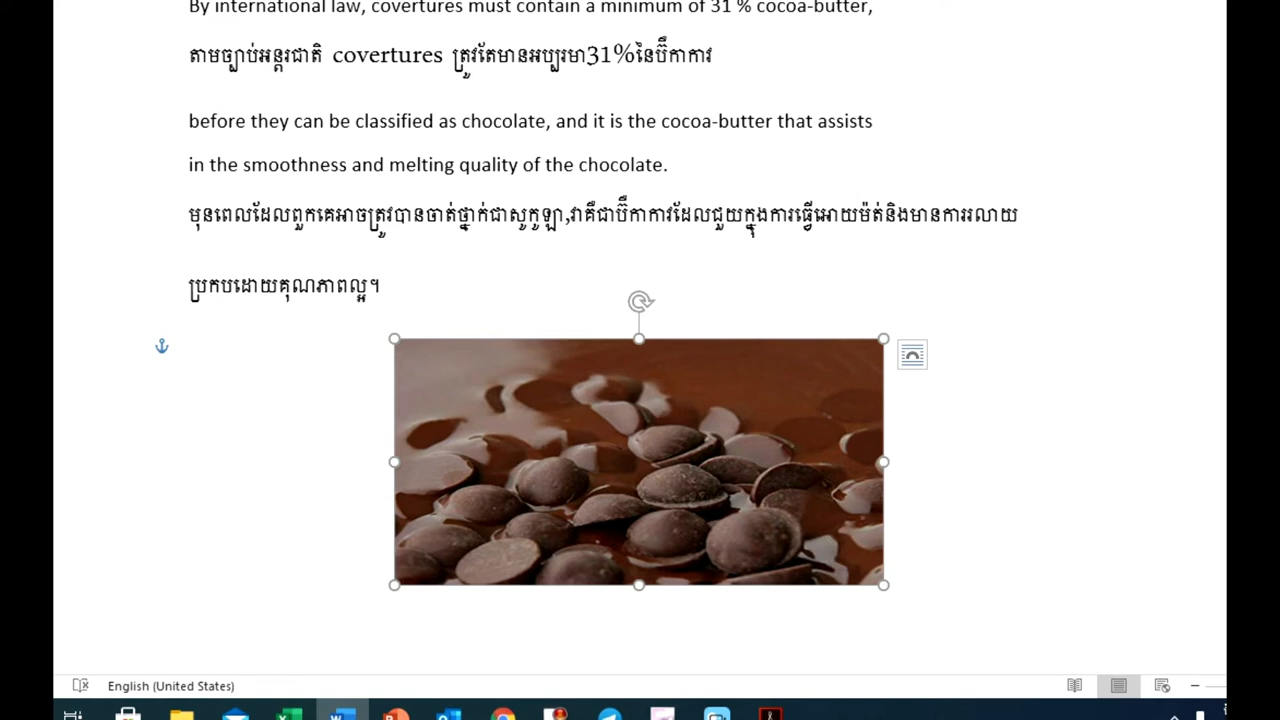 By international law, covertures must contain a minimum of 31 % cocoa-butter,
តាមច្បាប់អន្តរជាតិ covertures ត្រូវតែមានអប្បរមា31%នៃប៊ឺកាកាវ
before they can be classified as chocolate, and it is the cocoa-butter that assists
in the smoothness and melting quality of the chocolate.
មុនពេលដែលពួកគេអាចត្រូវបានចាត់ថ្នាក់ជាសូកូឡា,វាគឺជាប៊ឺកាកាវដែលជួយក្នុងការធ្វើអោយម៉ត់និងមានការរលាយ
ប្រកបដោយគុណភាពល្អ។
English (United States)